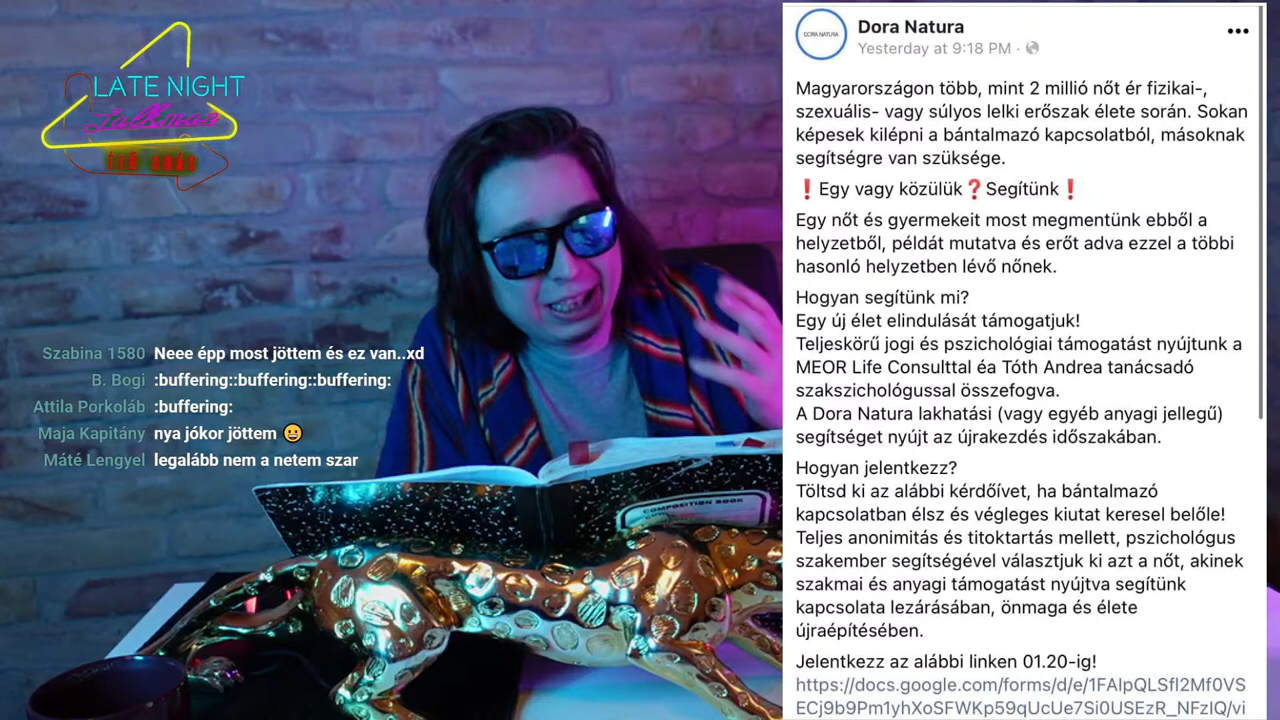 LATE NIGHT
Talkman
ÉLŐ ADÁS
Szabina 1580 Neee épp most jöttem és ez van..xd
B. Bogi :buffering::buffering::buffering:
Attila Porkoláb :buffering:
Maja Kapitány nya jókor jöttem 😀
Máté Lengyel legalább nem a netem szar
COMPOSITION BOOK
DORA NATURA
Dora Natura
Yesterday at 9:18 PM ·
Magyarországon több, mint 2 millió nőt ér fizikai-,
szexuális- vagy súlyos lelki erőszak élete során. Sokan
képesek kilépni a bántalmazó kapcsolatból, másoknak
segítségre van szüksége.
❗Egy vagy közülük❓Segítünk❗
Egy nőt és gyermekeit most megmentünk ebből a
helyzetből, példát mutatva és erőt adva ezzel a többi
hasonló helyzetben lévő nőnek.
Hogyan segítünk mi?
Egy új élet elindulását támogatjuk!
Teljeskörű jogi és pszichológiai támogatást nyújtunk a
MEOR Life Consulttal éa Tóth Andrea tanácsadó
szakszichológussal összefogva.
A Dora Natura lakhatási (vagy egyéb anyagi jellegű)
segítséget nyújt az újrakezdés időszakában.
Hogyan jelentkezz?
Töltsd ki az alábbi kérdőívet, ha bántalmazó
kapcsolatban élsz és végleges kiutat keresel belőle!
Teljes anonimitás és titoktartás mellett, pszichológus
szakember segítségével választjuk ki azt a nőt, akinek
szakmai és anyagi támogatást nyújtva segítünk
kapcsolata lezárásában, önmaga és élete
újraépítésében.
Jelentkezz az alábbi linken 01.20-ig!
https://docs.google.com/forms/d/e/1FAIpQLSfl2Mf0VS
ECj9b9Pm1yhXoSFWKp59qUcUe7Si0USEzR_NFzIQ/vi